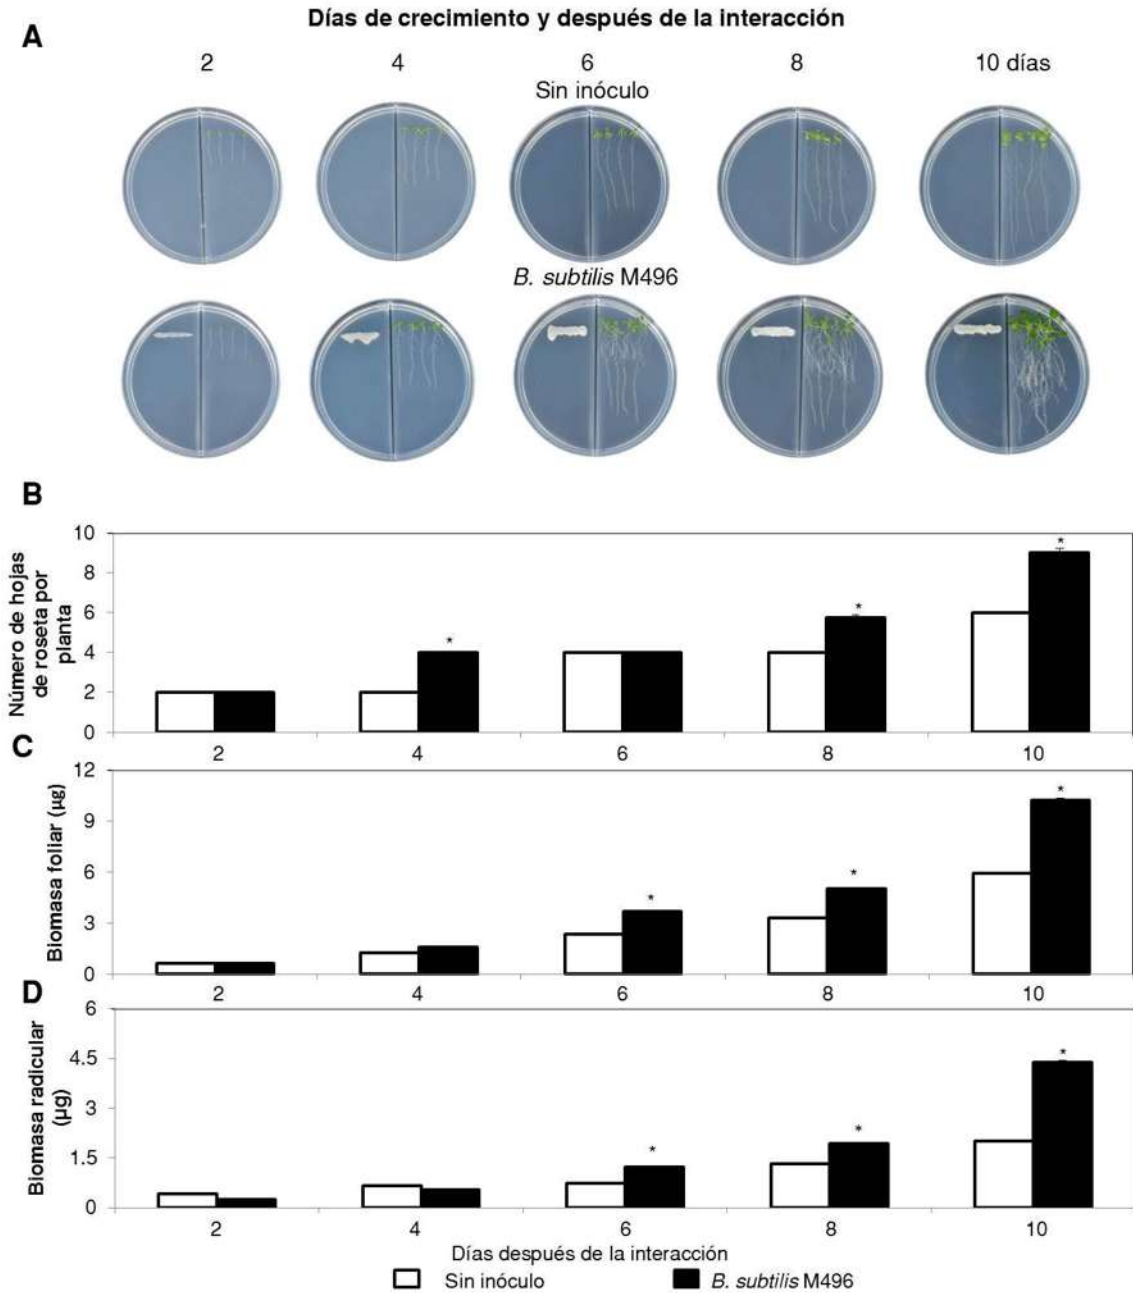 Días de crecimiento y después de la interacción
A
2 4 6 8 10 días
Sin inóculo
B. subtilis M496
B
Número de hojas
de roseta por
planta
10
8
6
4
2
0
*
*
*
2 4 6 8 10
C
Biomasa foliar (µg)
12
9
6
3
0
*
*
*
2 4 6 8 10
D
Biomasa radicular
(µg)
6
4.5
3
1.5
0
*
*
*
2 4 6 8 10
Días después de la interacción
Sin inóculo B. subtilis M496